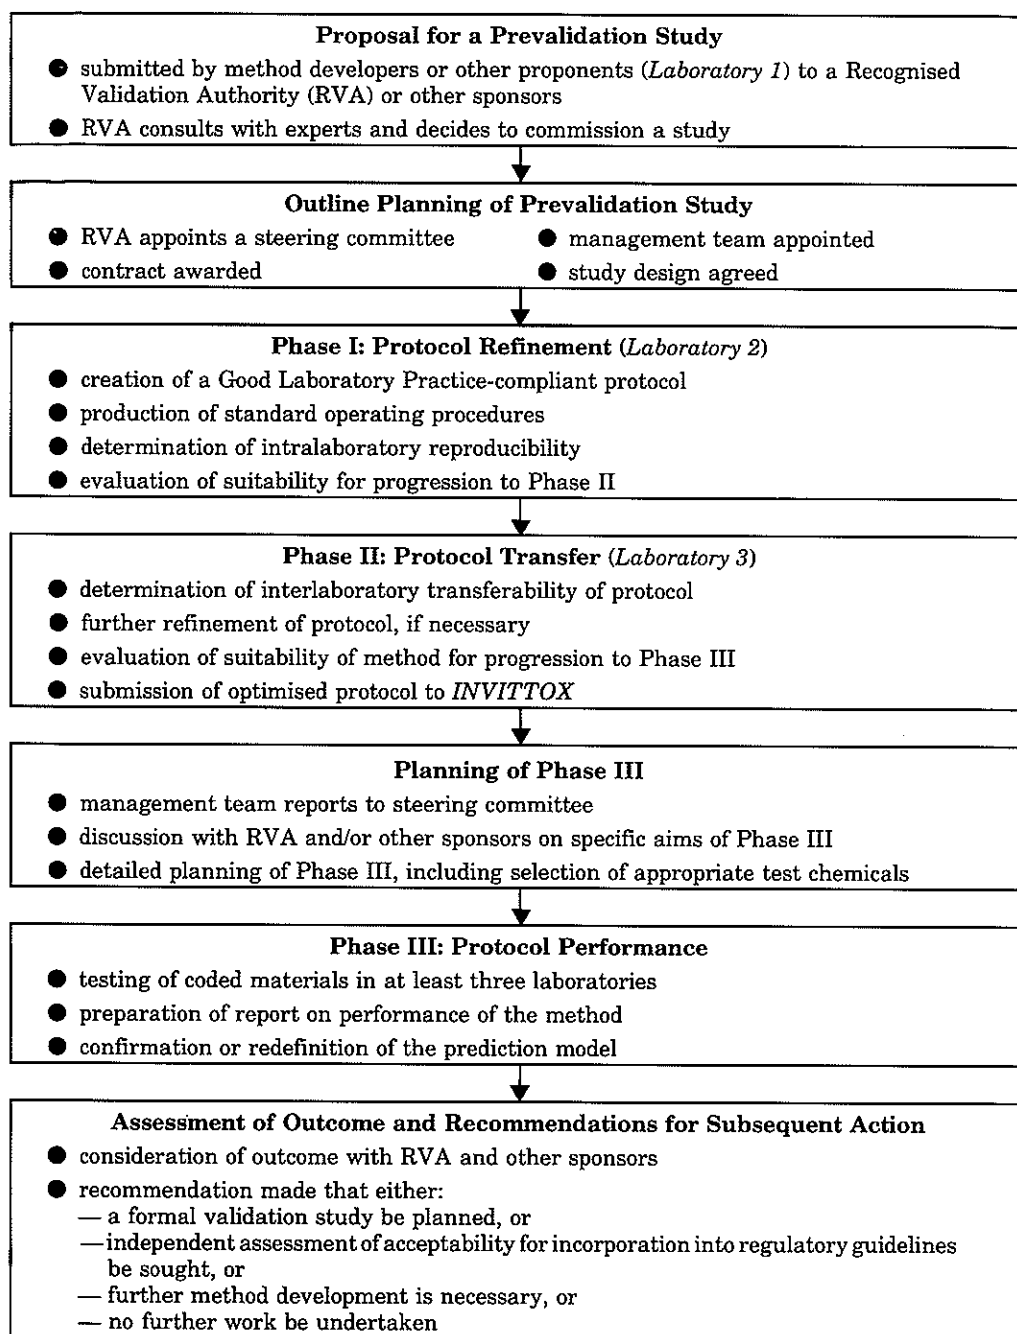 Proposal for a Prevalidation Study
● submitted by method developers or other proponents (Laboratory 1) to a Recognised
Validation Authority (RVA) or other sponsors
● RVA consults with experts and decides to commission a study
Outline Planning of Prevalidation Study
● RVA appoints a steering committee ● management team appointed
● contract awarded ● study design agreed
Phase I: Protocol Refinement (Laboratory 2)
● creation of a Good Laboratory Practice-compliant protocol
● production of standard operating procedures
● determination of intralaboratory reproducibility
● evaluation of suitability for progression to Phase II
Phase II: Protocol Transfer (Laboratory 3)
● determination of interlaboratory transferability of protocol
● further refinement of protocol, if necessary
● evaluation of suitability of method for progression to Phase III
● submission of optimised protocol to INVITTOX
Planning of Phase III
● management team reports to steering committee
● discussion with RVA and/or other sponsors on specific aims of Phase III
● detailed planning of Phase III, including selection of appropriate test chemicals
Phase III: Protocol Performance
● testing of coded materials in at least three laboratories
● preparation of report on performance of the method
● confirmation or redefinition of the prediction model
Assessment of Outcome and Recommendations for Subsequent Action
● consideration of outcome with RVA and other sponsors
● recommendation made that either:
— a formal validation study be planned, or
— independent assessment of acceptability for incorporation into regulatory guidelines
be sought, or
— further method development is necessary, or
— no further work be undertaken